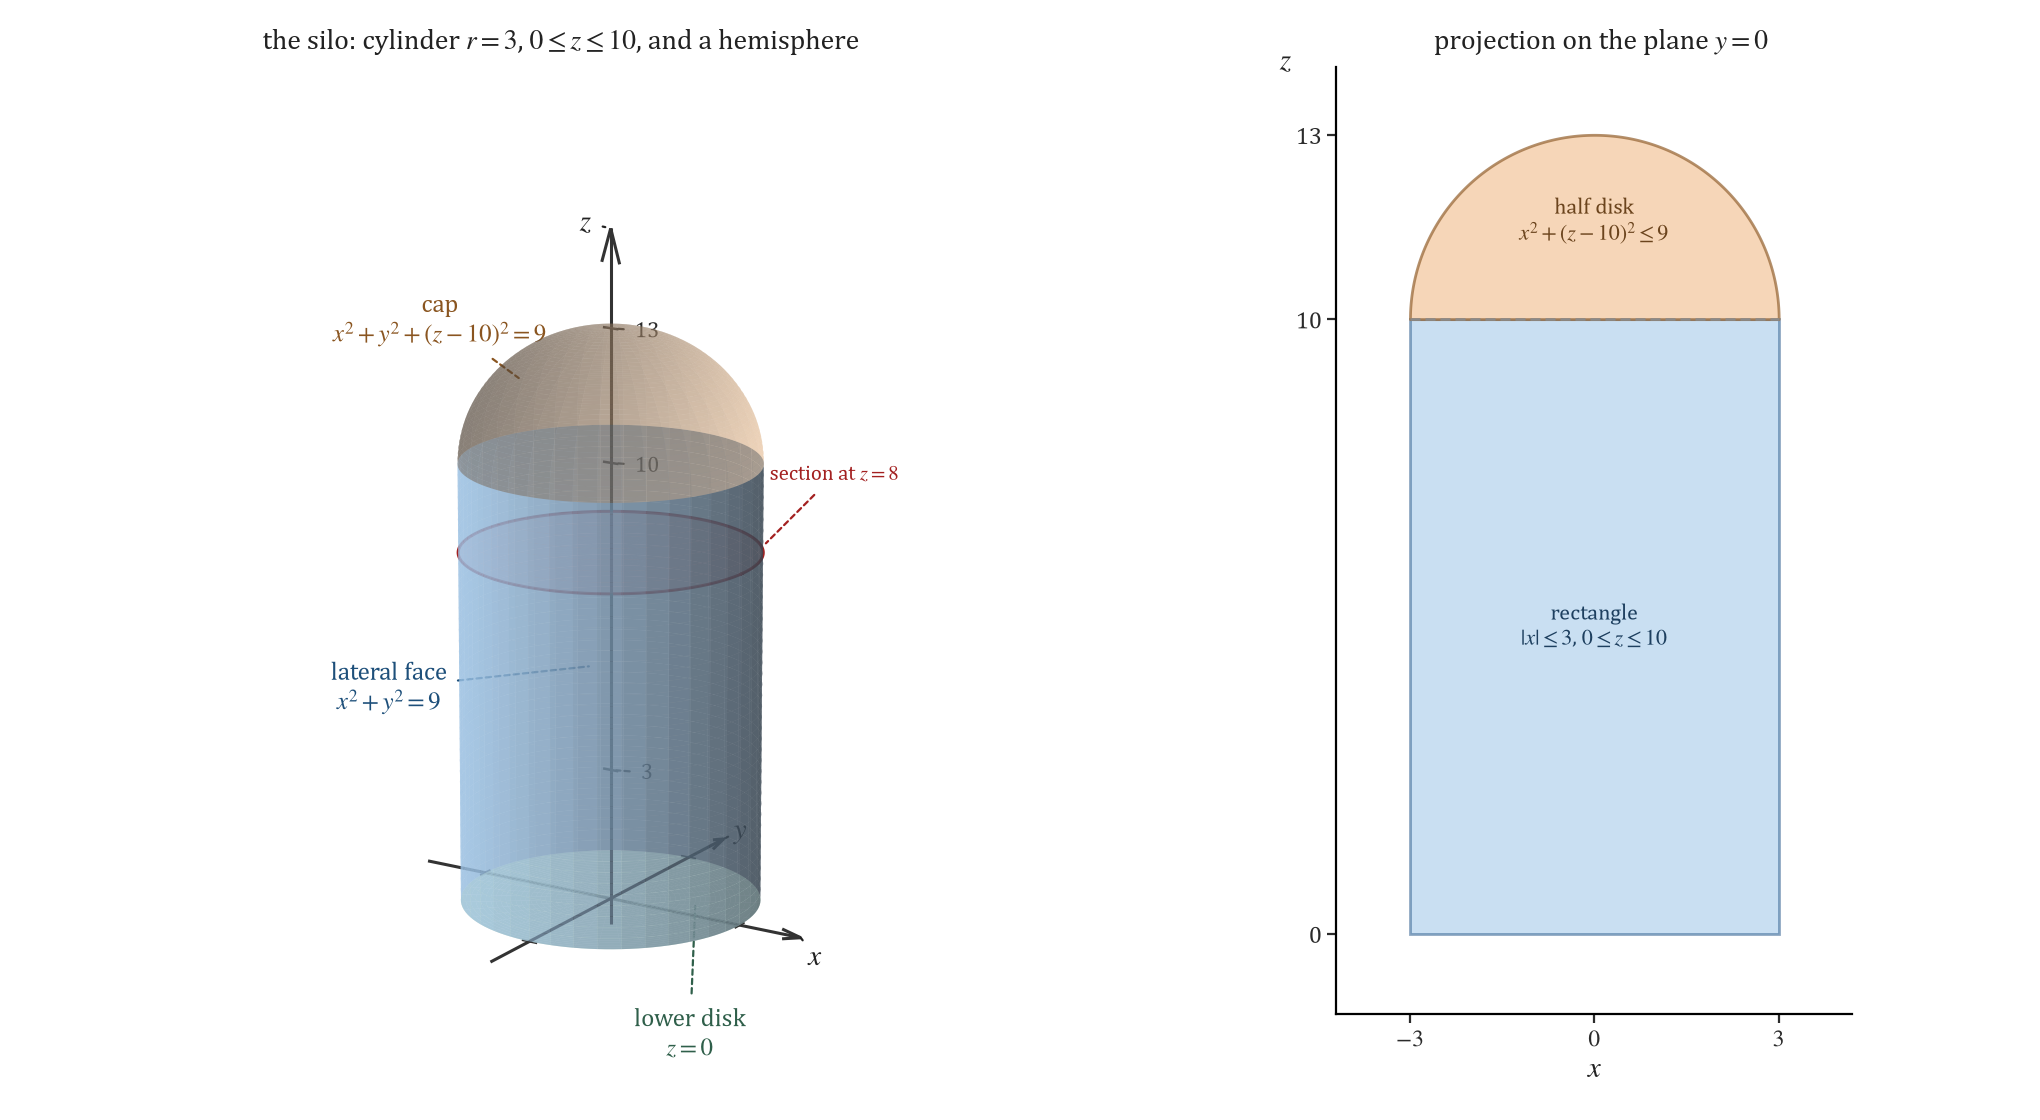 the silo: cylinder r = 3, 0 ≤ z ≤ 10, and a hemisphere
z
cap
x² + y² + (z − 10)² = 9
13
10
section at z = 8
lateral face
x² + y² = 9
3
y
x
lower disk
z = 0
projection on the plane y = 0
z
13
half disk
x² + (z − 10)² ≤ 9
10
rectangle
|x| ≤ 3, 0 ≤ z ≤ 10
0
−3 0 3
x